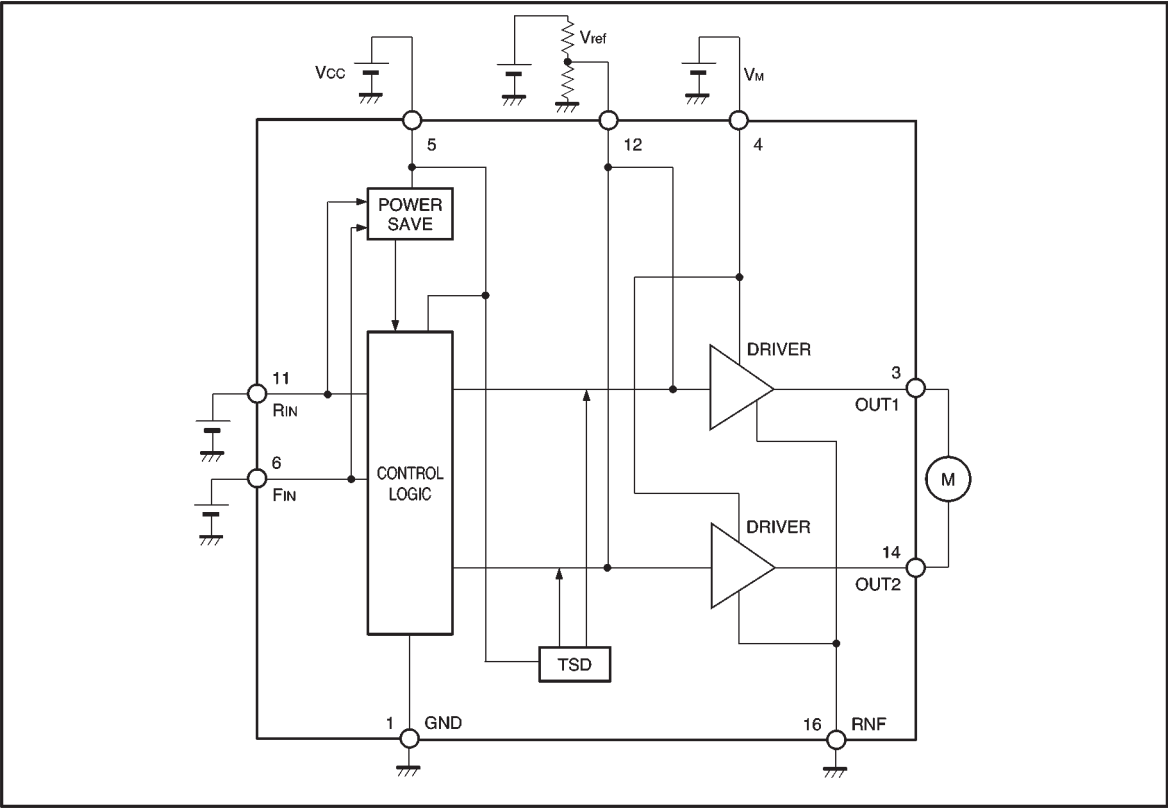 VCC
Vref
VM
5
12
4
POWER
SAVE
DRIVER
11
RIN
3
OUT1
6
FIN
CONTROL
LOGIC
M
DRIVER
14
OUT2
TSD
1
GND
16
RNF